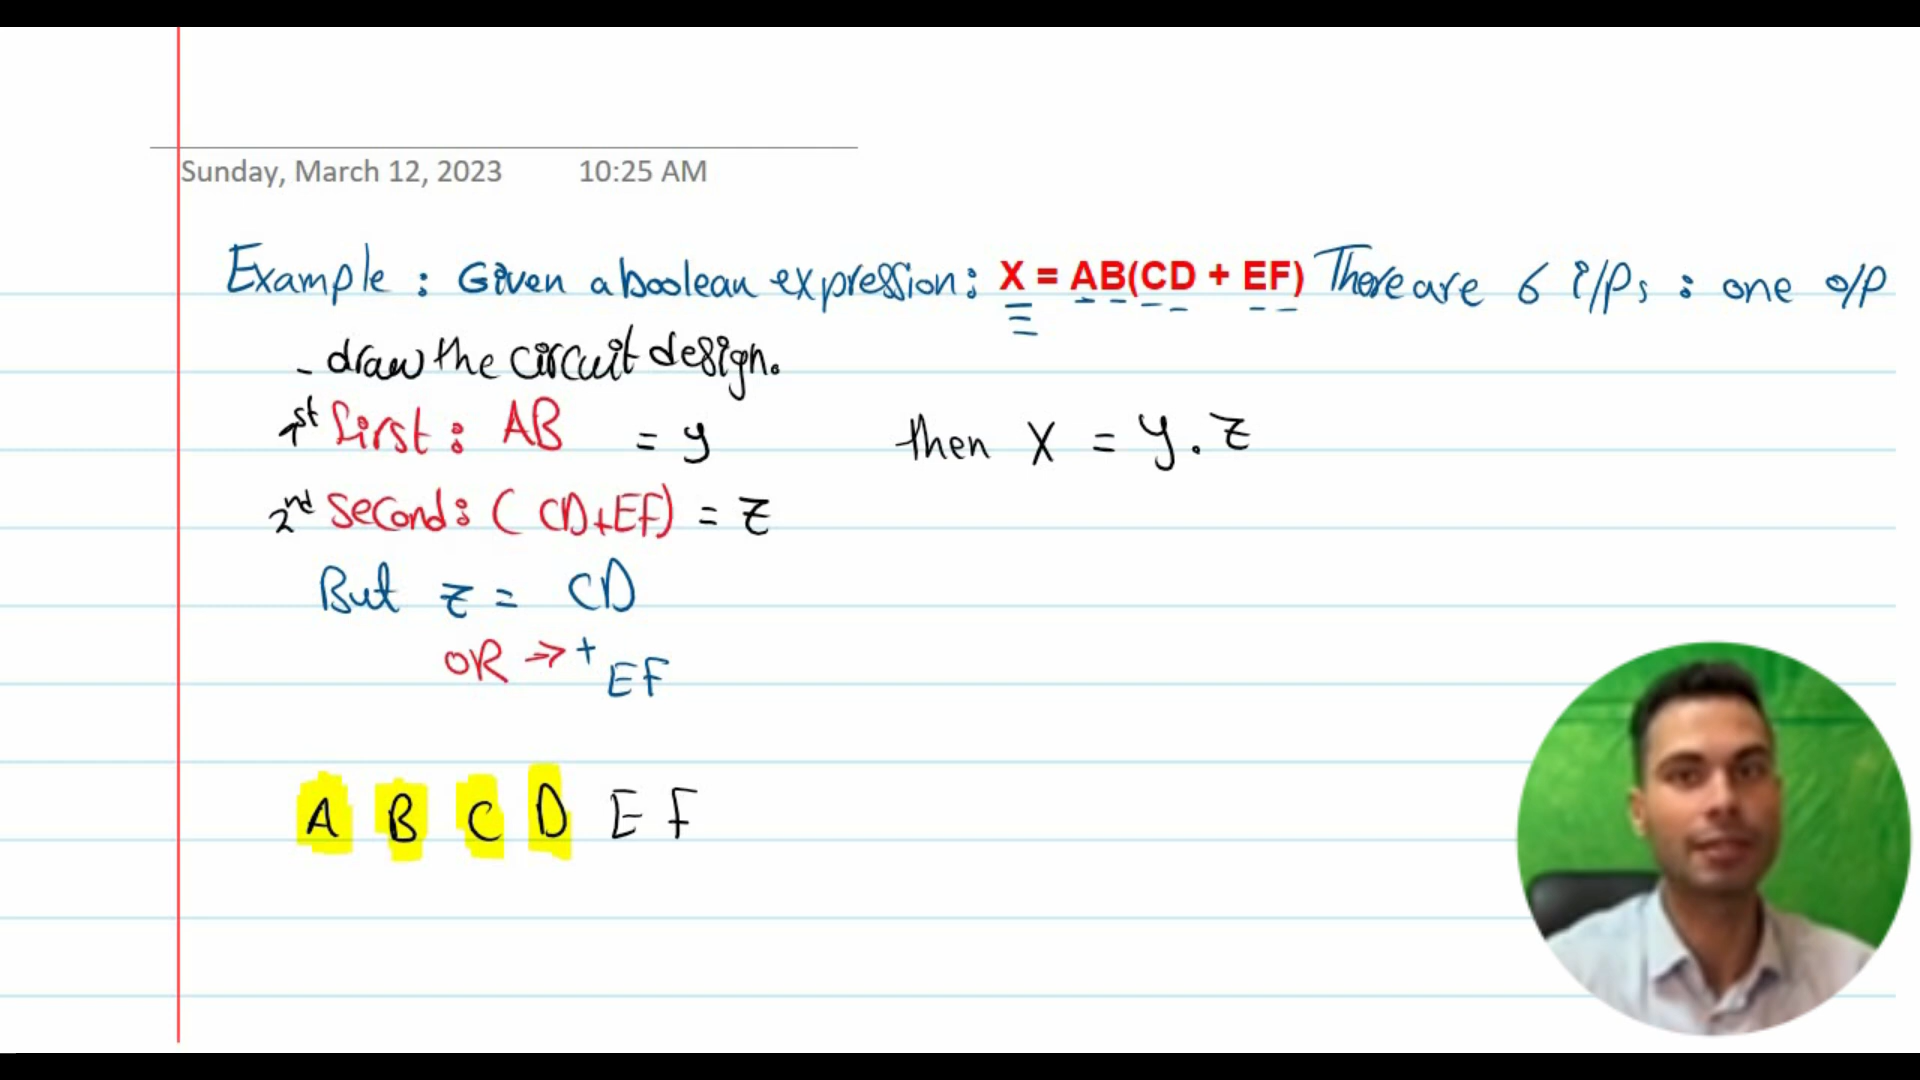 Sunday, March 12, 2023 10:25 AM
Example : Given a boolean expression: X = AB(CD + EF) There are 6 i/Ps : one o/p
- draw the circuit design.
1st first : AB = y then X = y . z
2nd Second : ( CD+EF) = z
But z = CD
OR → + EF
A B C D E F